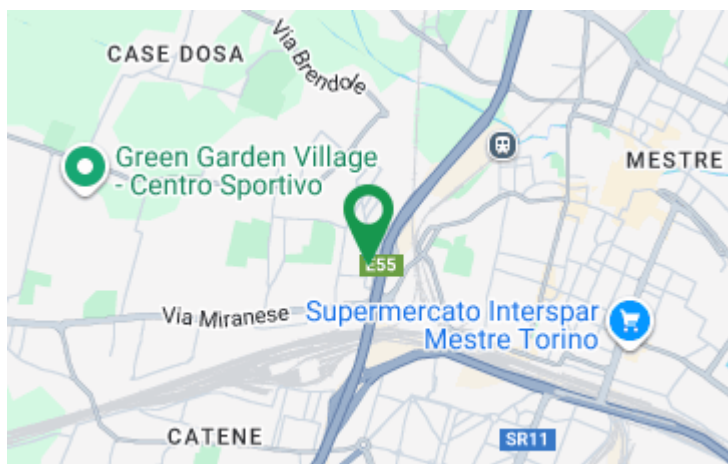 CASE DOSA
Via Brendole
MESTRE
Green Garden Village
- Centro Sportivo
E55
Via Miranese
Supermercato Interspar
Mestre Torino
CATENE
SR11